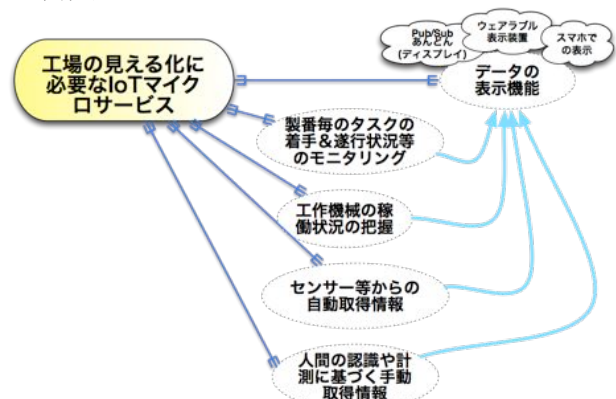 Pub/Sub
あんどん
(ディスプレイ)
ウェアラブル
表示装置
スマホで
の表示
工場の見える化に
必要なIoTマイク
ロサービス
データの
表示機能
製番毎のタスクの
着手＆遂行状況等
のモニタリング
工作機械の稼
働状況の把握
センサー等からの
自動取得情報
人間の認識や計
測に基づく手動
取得情報